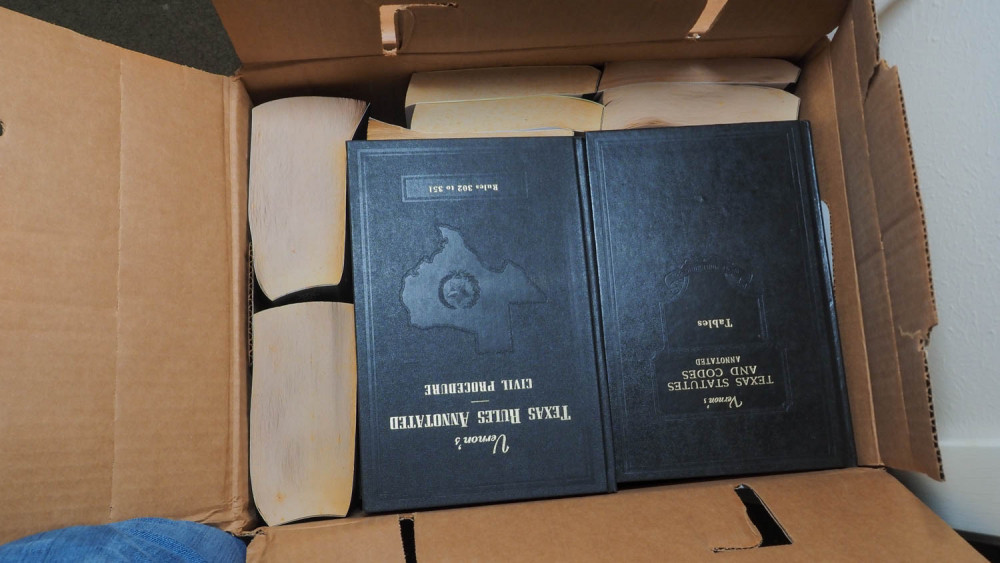 Vernon's
TEXAS RULES ANNOTATED
CIVIL PROCEDURE
Rules 302 to 351
Vernon's
TEXAS STATUTES
AND CODES
ANNOTATED
Tables